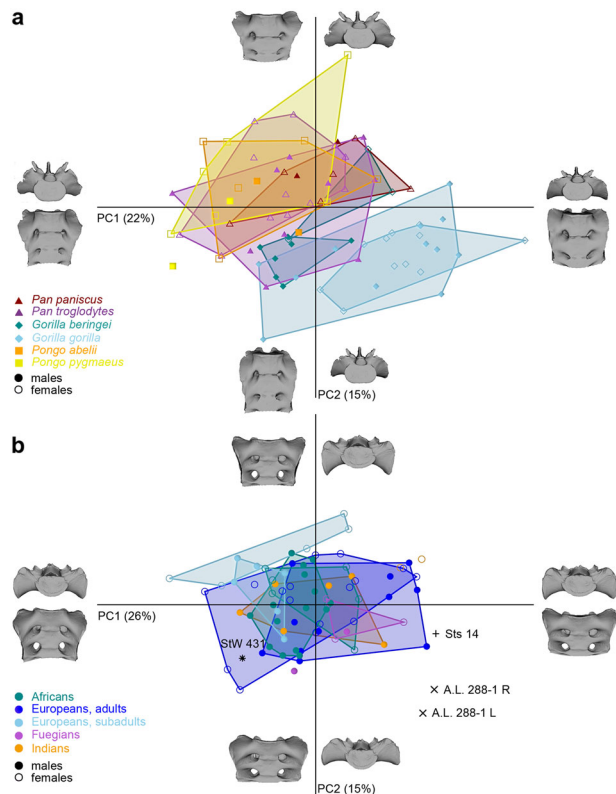 a
PC1 (22%)
Pan paniscus
Pan troglodytes
Gorilla beringei
Gorilla gorilla
Pongo abelii
Pongo pygmaeus
males
females
PC2 (15%)
b
PC1 (26%)
StW 431
Sts 14
A.L. 288-1 R
A.L. 288-1 L
Africans
Europeans, adults
Europeans, subadults
Fuegians
Indians
males
females
PC2 (15%)